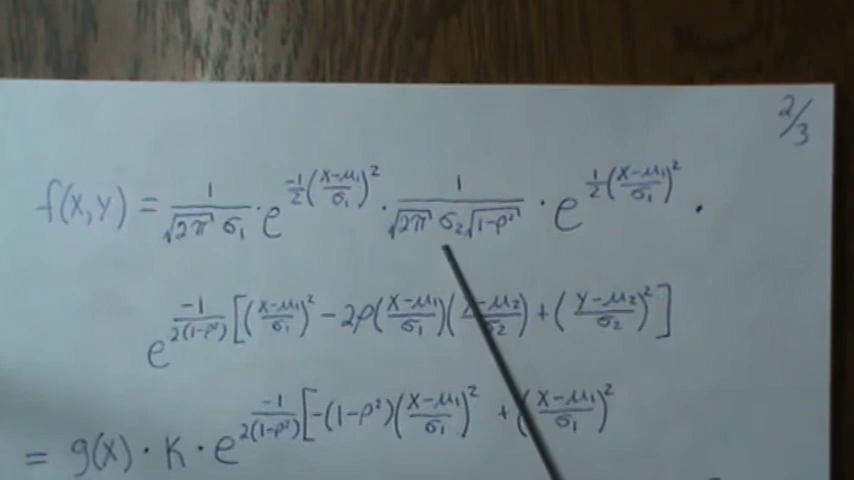 2/3
f(x,y) = 1/(√2π σ₁) · e^(-1/2((x-μ₁)/σ₁)²) · 1/(√2π σ₂√(1-ρ²)) · e^(1/2((x-μ₁)/σ₁)²) ·
e^(-1/(2(1-ρ²))[((x-μ₁)/σ₁)² - 2ρ((x-μ₁)/σ₁)((y-μ₂)/σ₂) + ((y-μ₂)/σ₂)²])
= g(x) · K · e^(-1/(2(1-ρ²))[-(1-ρ²)((x-μ₁)/σ₁)² + ((x-μ₁)/σ₁)²